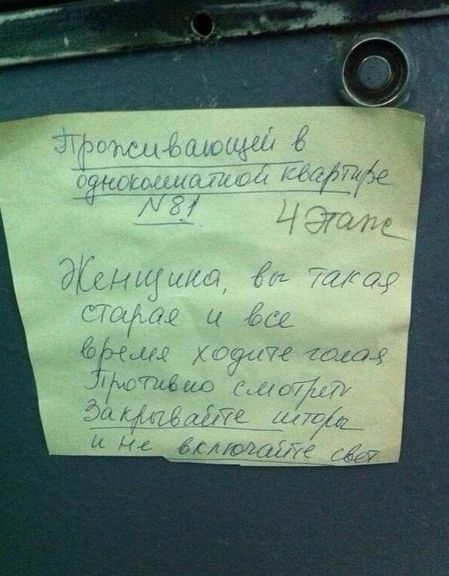 Проживающей в
однокомнатной квартире
№81 4 Этаж
Женщина, вы такая
старая и все
время ходите голая
Противно смотреть
Закрывайте шторы
и не включайте свет